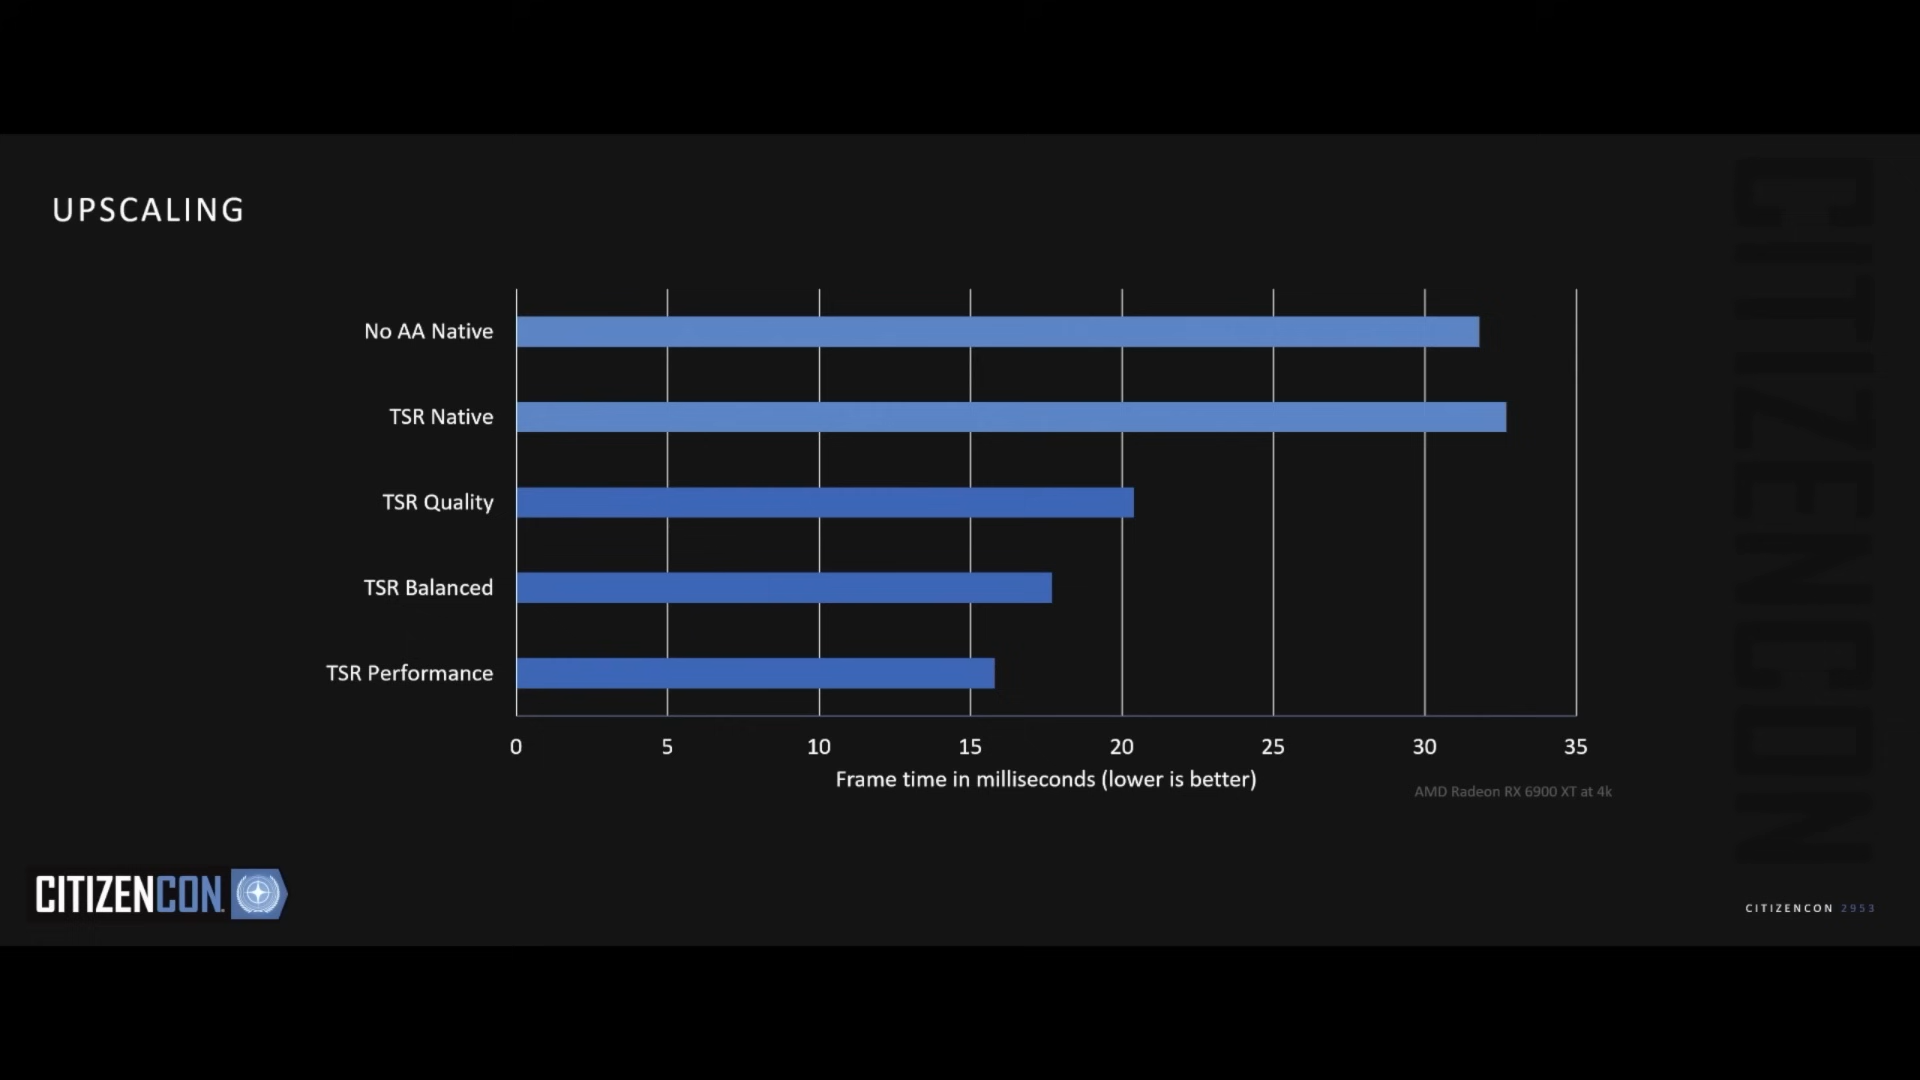 UPSCALING
No AA Native
TSR Native
TSR Quality
TSR Balanced
TSR Performance
0 5 10 15 20 25 30 35
Frame time in milliseconds (lower is better)
AMD Radeon RX 6900 XT at 4k
CITIZENCON
CITIZENCON.
CITIZENCON 2953